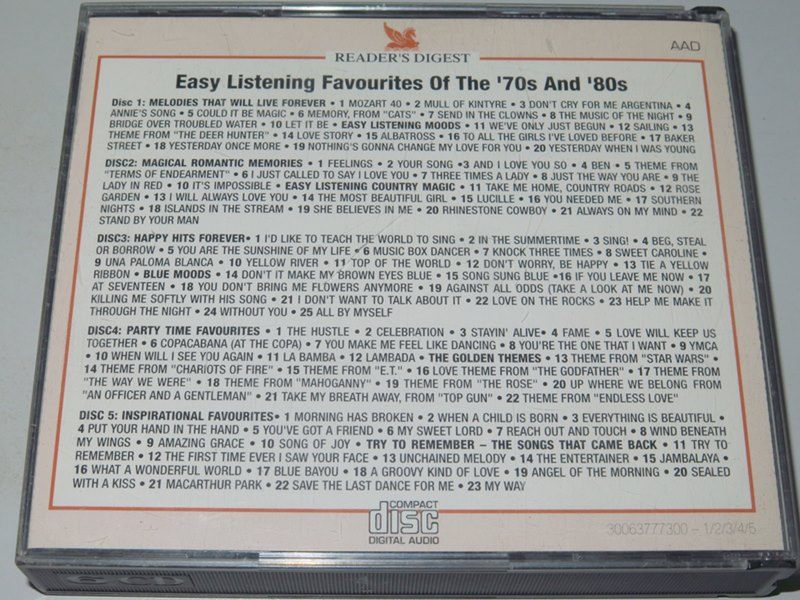 READER'S DIGEST
AAD
Easy Listening Favourites Of The '70s And '80s
Disc 1: MELODIES THAT WILL LIVE FOREVER • 1 MOZART 40 • 2 MULL OF KINTYRE • 3 DON'T CRY FOR ME ARGENTINA • 4
ANNIE'S SONG • 5 COULD IT BE MAGIC • 6 MEMORY, FROM "CATS" • 7 SEND IN THE CLOWNS • 8 THE MUSIC OF THE NIGHT • 9
BRIDGE OVER TROUBLED WATER • 10 LET IT BE • EASY LISTENING MOODS • 11 WE'VE ONLY JUST BEGUN • 12 SAILING • 13
THEME FROM "THE DEER HUNTER" • 14 LOVE STORY • 15 ALBATROSS • 16 TO ALL THE GIRLS I'VE LOVED BEFORE • 17 BAKER
STREET • 18 YESTERDAY ONCE MORE • 19 NOTHING'S GONNA CHANGE MY LOVE FOR YOU • 20 YESTERDAY WHEN I WAS YOUNG
DISC2: MAGICAL ROMANTIC MEMORIES • 1 FEELINGS • 2 YOUR SONG •3 AND I LOVE YOU SO • 4 BEN • 5 THEME FROM
"TERMS OF ENDEARMENT" • 6 I JUST CALLED TO SAY I LOVE YOU • 7 THREE TIMES A LADY • 8 JUST THE WAY YOU ARE • 9 THE
LADY IN RED • 10 IT'S IMPOSSIBLE • EASY LISTENING COUNTRY MAGIC • 11 TAKE ME HOME, COUNTRY ROADS • 12 ROSE
GARDEN • 13 I WILL ALWAYS LOVE YOU • 14 THE MOST BEAUTIFUL GIRL • 15 LUCILLE • 16 YOU NEEDED ME • 17 SOUTHERN
NIGHTS • 18 ISLANDS IN THE STREAM • 19 SHE BELIEVES IN ME • 20 RHINESTONE COWBOY • 21 ALWAYS ON MY MIND • 22
STAND BY YOUR MAN
DISC3: HAPPY HITS FOREVER• 1 I'D LIKE TO TEACH THE WORLD TO SING • 2 IN THE SUMMERTIME • 3 SING! • 4 BEG, STEAL
OR BORROW • 5 YOU ARE THE SUNSHINE OF MY LIFE • 6 MUSIC BOX DANCER • 7 KNOCK THREE TIMES • 8 SWEET CAROLINE •
9 UNA PALOMA BLANCA • 10 YELLOW RIVER • 11 TOP OF THE WORLD • 12 DON'T WORRY, BE HAPPY • 13 TIE A YELLOW
RIBBON • BLUE MOODS • 14 DON'T IT MAKE MY BROWN EYES BLUE • 15 SONG SUNG BLUE •16 IF YOU LEAVE ME NOW • 17
AT SEVENTEEN • 18 YOU DON'T BRING ME FLOWERS ANYMORE • 19 AGAINST ALL ODDS (TAKE A LOOK AT ME NOW) • 20
KILLING ME SOFTLY WITH HIS SONG • 21 I DON'T WANT TO TALK ABOUT IT • 22 LOVE ON THE ROCKS • 23 HELP ME MAKE IT
THROUGH THE NIGHT • 24 WITHOUT YOU • 25 ALL BY MYSELF
DISC4: PARTY TIME FAVOURITES • 1 THE HUSTLE • 2 CELEBRATION • 3 STAYIN' ALIVE• 4 FAME • 5 LOVE WILL KEEP US
TOGETHER • 6 COPACABANA (AT THE COPA) • 7 YOU MAKE ME FEEL LIKE DANCING • 8 YOU'RE THE ONE THAT I WANT • 9 YMCA
• 10 WHEN WILL I SEE YOU AGAIN • 11 LA BAMBA • 12 LAMBADA • THE GOLDEN THEMES • 13 THEME FROM "STAR WARS" •
14 THEME FROM "CHARIOTS OF FIRE" • 15 THEME FROM "E.T." • 16 LOVE THEME FROM "THE GODFATHER" • 17 THEME FROM
"THE WAY WE WERE" • 18 THEME FROM "MAHOGANNY" • 19 THEME FROM "THE ROSE" • 20 UP WHERE WE BELONG FROM
"AN OFFICER AND A GENTLEMAN" • 21 TAKE MY BREATH AWAY, FROM "TOP GUN" • 22 THEME FROM "ENDLESS LOVE"
DISC 5: INSPIRATIONAL FAVOURITES• 1 MORNING HAS BROKEN • 2 WHEN A CHILD IS BORN • 3 EVERYTHING IS BEAUTIFUL •
4 PUT YOUR HAND IN THE HAND • 5 YOU'VE GOT A FRIEND • 6 MY SWEET LORD • 7 REACH OUT AND TOUCH • 8 WIND BENEATH
MY WINGS • 9 AMAZING GRACE • 10 SONG OF JOY • TRY TO REMEMBER – THE SONGS THAT CAME BACK • 11 TRY TO
REMEMBER • 12 THE FIRST TIME EVER I SAW YOUR FACE • 13 UNCHAINED MELODY • 14 THE ENTERTAINER • 15 JAMBALAYA •
16 WHAT A WONDERFUL WORLD • 17 BLUE BAYOU • 18 A GROOVY KIND OF LOVE • 19 ANGEL OF THE MORNING • 20 SEALED
WITH A KISS • 21 MACARTHUR PARK • 22 SAVE THE LAST DANCE FOR ME • 23 MY WAY
COMPACT
disc
DIGITAL AUDIO
30063777300 – 1/2/3/4/5
6 CD